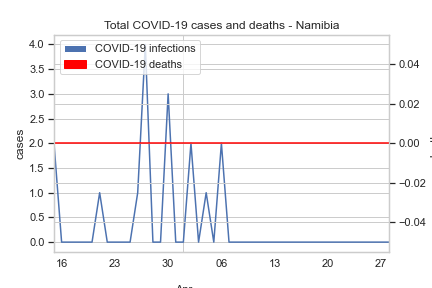 Total COVID-19 cases and deaths - Namibia
COVID-19 infections
COVID-19 deaths
cases
4.0
3.5
3.0
2.5
2.0
1.5
1.0
0.5
0.0
0.04
0.02
0.00
−0.02
−0.04
16 23 30 06 13 20 27